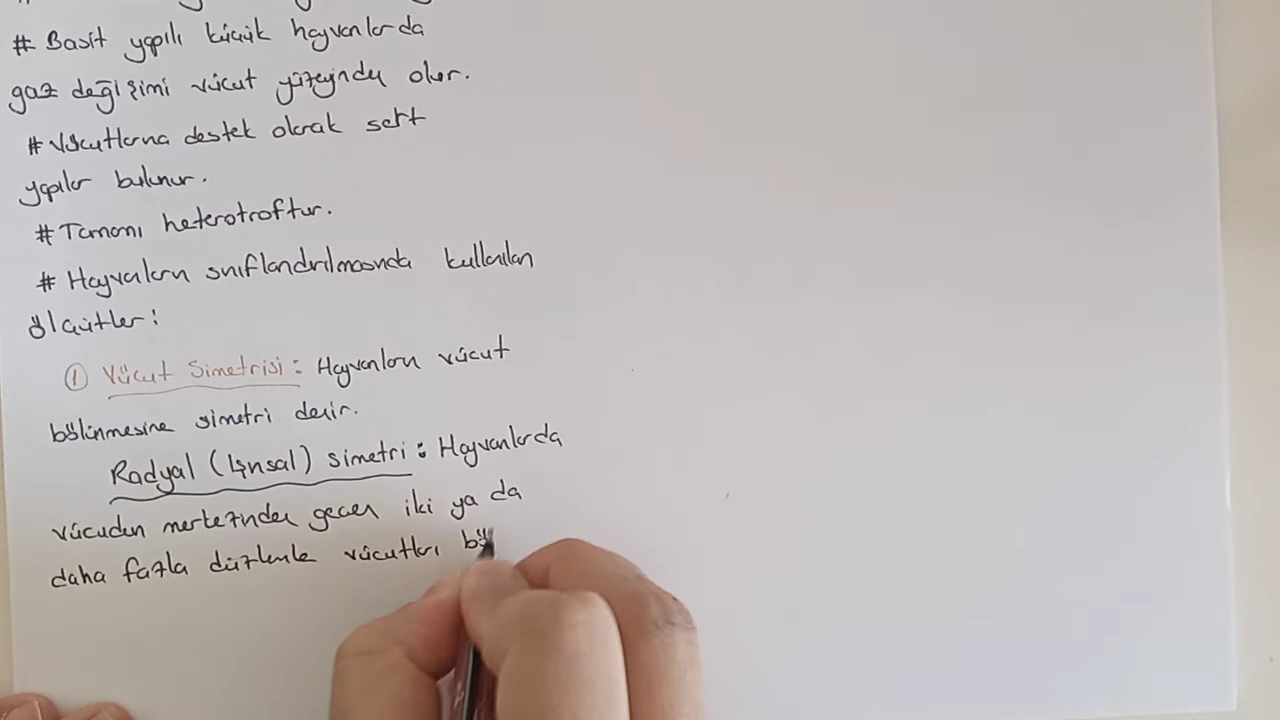 # Basit yapılı küçük hayvanlarda
gaz değişimi vücut yüzeyinden olur.
# Vücutlarına destek olarak sert
yapılar bulunur.
# Tamamı heterotroftur.
# Hayvanların sınıflandırılmasında kullanılan
ölçütler:
① Vücut Simetrisi: Hayvanların vücut
bölünmesine simetri denir.
Radyal (Işınsal) simetri: Hayvanlarda
vücudun merkezinden geçen iki ya da
daha fazla düzlemle vücutları bö